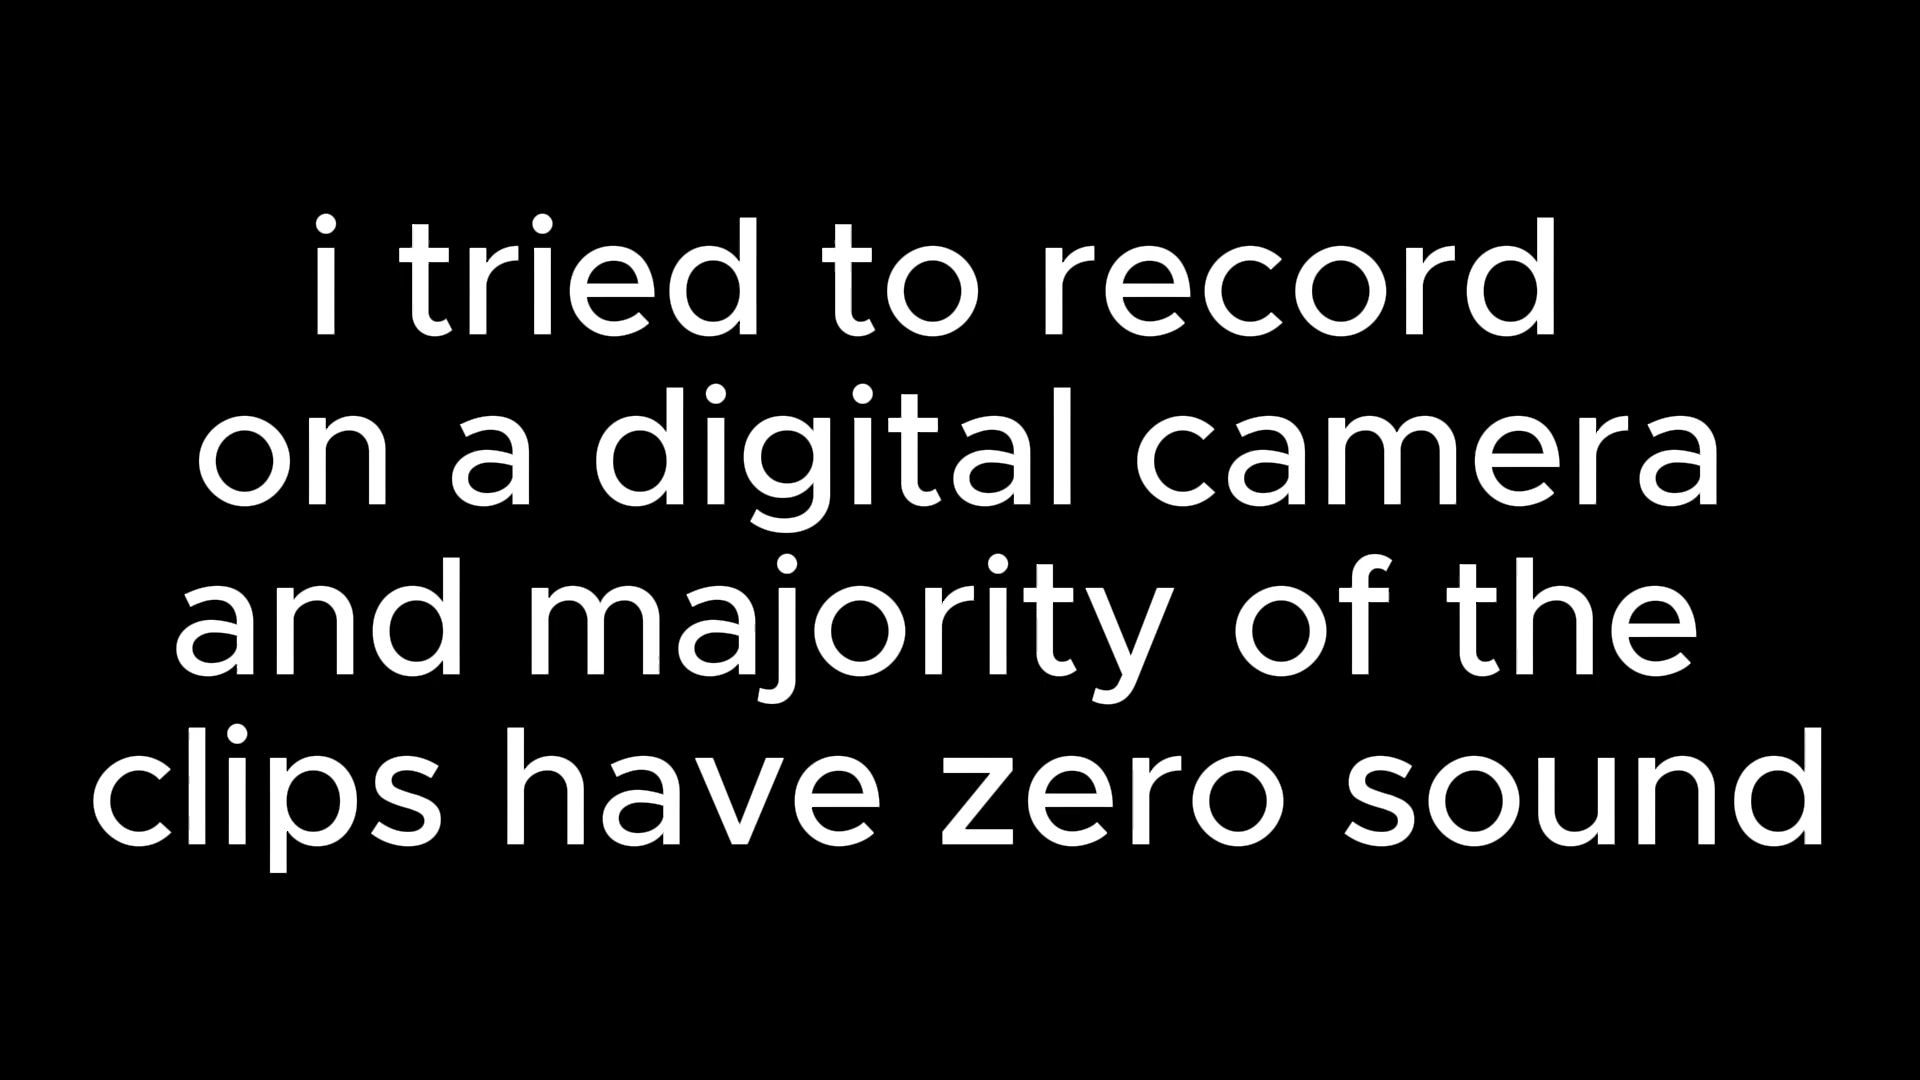 i tried to record
on a digital camera
and majority of the
clips have zero sound